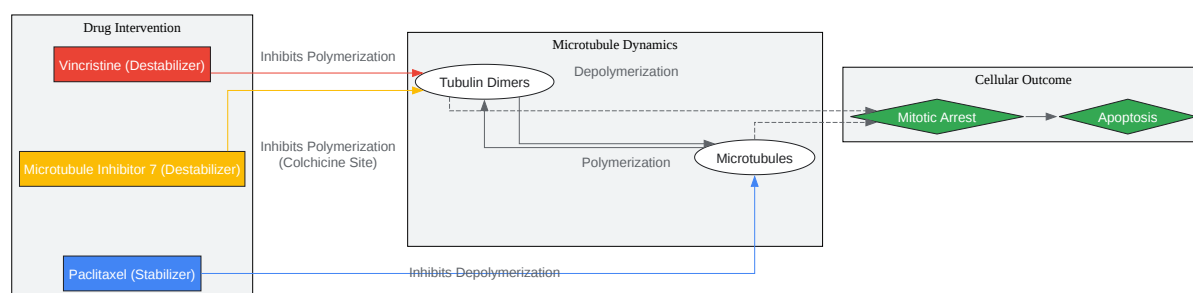 Drug Intervention
Vincristine (Destabilizer)
Microtubule Inhibitor 7 (Destabilizer)
Paclitaxel (Stabilizer)
Inhibits Polymerization
Inhibits Polymerization
(Colchicine Site)
Inhibits Depolymerization
Microtubule Dynamics
Tubulin Dimers
Depolymerization
Polymerization
Microtubules
Cellular Outcome
Mitotic Arrest
Apoptosis